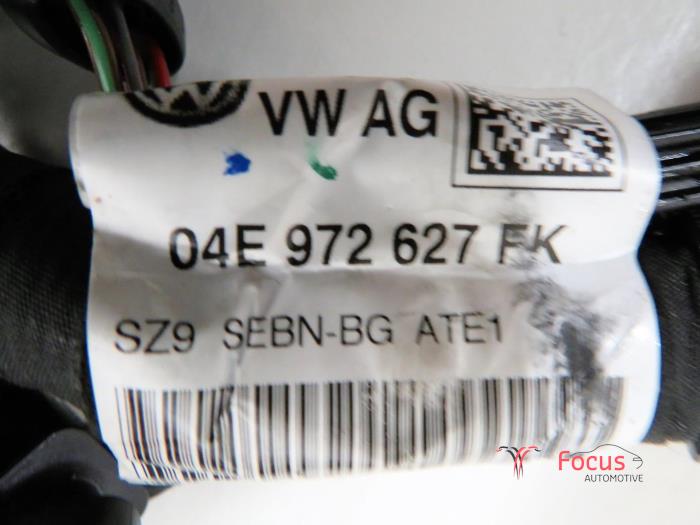 VW AG
04E 972 627 FK
SZ9 SEBN-BG ATE1
Focus
AUTOMOTIVE